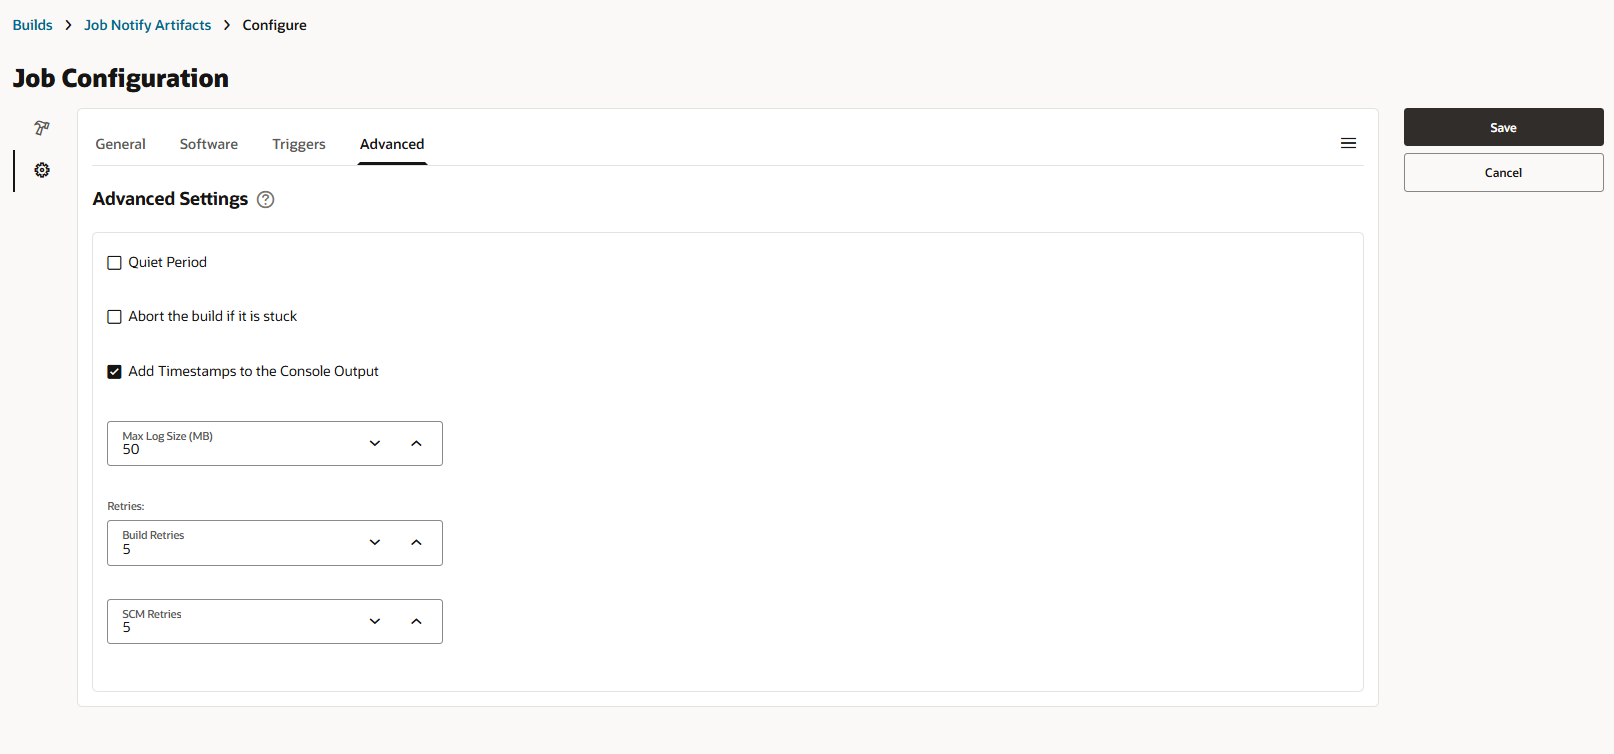 Builds > Job Notify Artifacts > Configure
Job Configuration
General Software Triggers Advanced
Save
Cancel
Advanced Settings ?
Quiet Period
Abort the build if it is stuck
Add Timestamps to the Console Output
Max Log Size (MB)
50
Retries:
Build Retries
5
SCM Retries
5